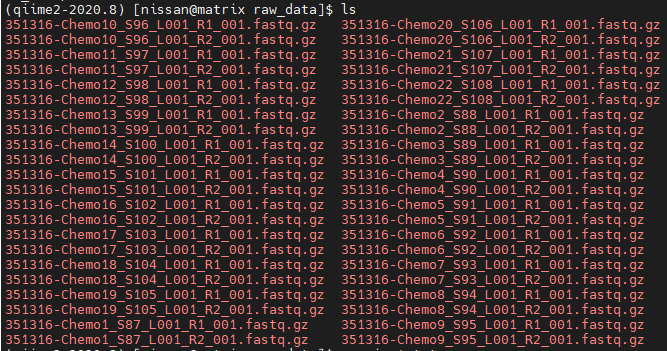 (qiime2-2020.8) [nissan@matrix raw_data]$ ls
351316-Chemo10_S96_L001_R1_001.fastq.gz 351316-Chemo20_S106_L001_R1_001.fastq.gz
351316-Chemo10_S96_L001_R2_001.fastq.gz 351316-Chemo20_S106_L001_R2_001.fastq.gz
351316-Chemo11_S97_L001_R1_001.fastq.gz 351316-Chemo21_S107_L001_R1_001.fastq.gz
351316-Chemo11_S97_L001_R2_001.fastq.gz 351316-Chemo21_S107_L001_R2_001.fastq.gz
351316-Chemo12_S98_L001_R1_001.fastq.gz 351316-Chemo22_S108_L001_R1_001.fastq.gz
351316-Chemo12_S98_L001_R2_001.fastq.gz 351316-Chemo22_S108_L001_R2_001.fastq.gz
351316-Chemo13_S99_L001_R1_001.fastq.gz 351316-Chemo2_S88_L001_R1_001.fastq.gz
351316-Chemo13_S99_L001_R2_001.fastq.gz 351316-Chemo2_S88_L001_R2_001.fastq.gz
351316-Chemo14_S100_L001_R1_001.fastq.gz 351316-Chemo3_S89_L001_R1_001.fastq.gz
351316-Chemo14_S100_L001_R2_001.fastq.gz 351316-Chemo3_S89_L001_R2_001.fastq.gz
351316-Chemo15_S101_L001_R1_001.fastq.gz 351316-Chemo4_S90_L001_R1_001.fastq.gz
351316-Chemo15_S101_L001_R2_001.fastq.gz 351316-Chemo4_S90_L001_R2_001.fastq.gz
351316-Chemo16_S102_L001_R1_001.fastq.gz 351316-Chemo5_S91_L001_R1_001.fastq.gz
351316-Chemo16_S102_L001_R2_001.fastq.gz 351316-Chemo5_S91_L001_R2_001.fastq.gz
351316-Chemo17_S103_L001_R1_001.fastq.gz 351316-Chemo6_S92_L001_R1_001.fastq.gz
351316-Chemo17_S103_L001_R2_001.fastq.gz 351316-Chemo6_S92_L001_R2_001.fastq.gz
351316-Chemo18_S104_L001_R1_001.fastq.gz 351316-Chemo7_S93_L001_R1_001.fastq.gz
351316-Chemo18_S104_L001_R2_001.fastq.gz 351316-Chemo7_S93_L001_R2_001.fastq.gz
351316-Chemo19_S105_L001_R1_001.fastq.gz 351316-Chemo8_S94_L001_R1_001.fastq.gz
351316-Chemo19_S105_L001_R2_001.fastq.gz 351316-Chemo8_S94_L001_R2_001.fastq.gz
351316-Chemo1_S87_L001_R1_001.fastq.gz 351316-Chemo9_S95_L001_R1_001.fastq.gz
351316-Chemo1_S87_L001_R2_001.fastq.gz 351316-Chemo9_S95_L001_R2_001.fastq.gz